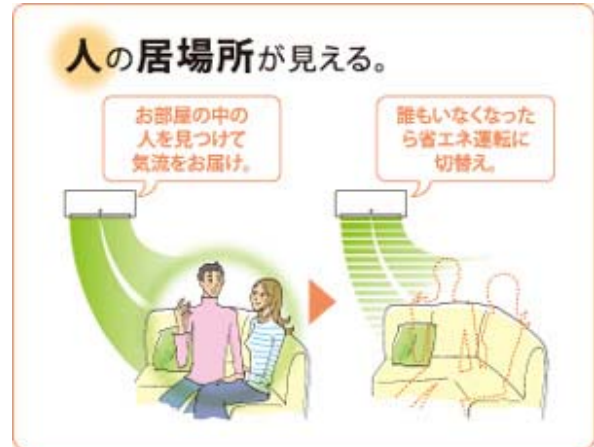 人の居場所が見える。
お部屋の中の
人を見つけて
気流をお届け。
誰もいなくなった
ら省エネ運転に
切替え。